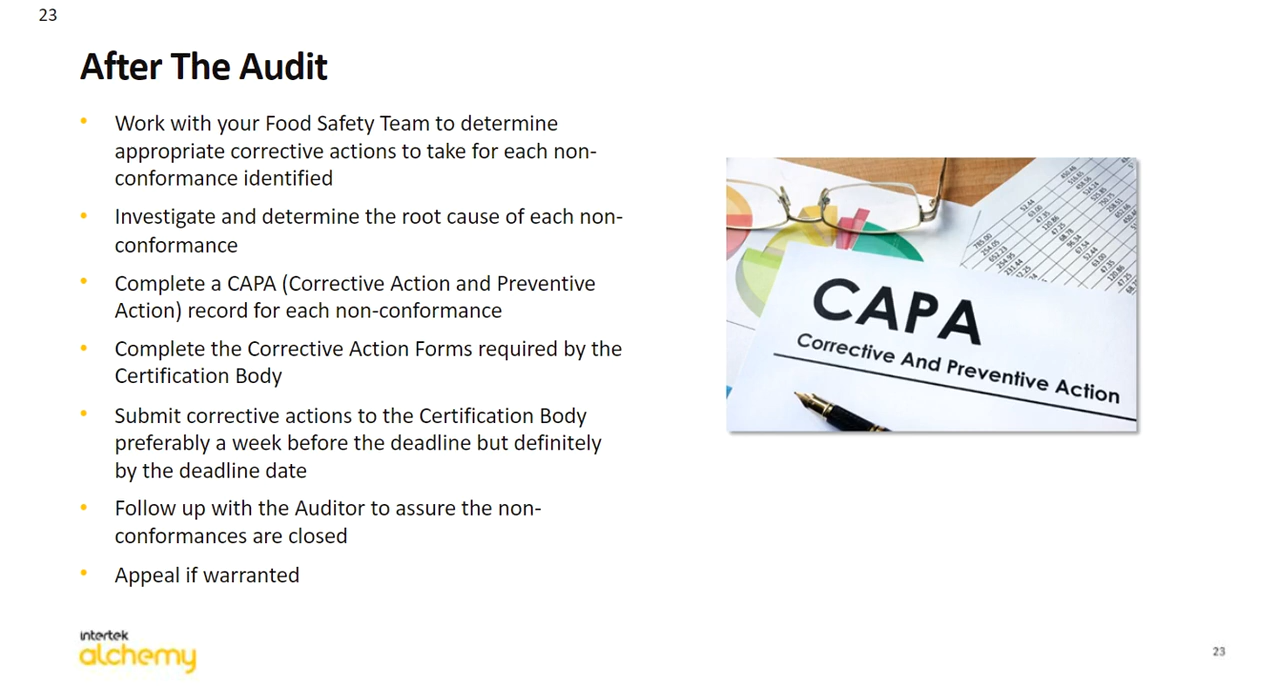 23
After The Audit
• Work with your Food Safety Team to determine
appropriate corrective actions to take for each non-
conformance identified
• Investigate and determine the root cause of each non-
conformance
• Complete a CAPA (Corrective Action and Preventive
Action) record for each non-conformance
• Complete the Corrective Action Forms required by the
Certification Body
• Submit corrective actions to the Certification Body
preferably a week before the deadline but definitely
by the deadline date
• Follow up with the Auditor to assure the non-
conformances are closed
• Appeal if warranted
CAPA
Corrective And Preventive Action
intertek
alchemy
23